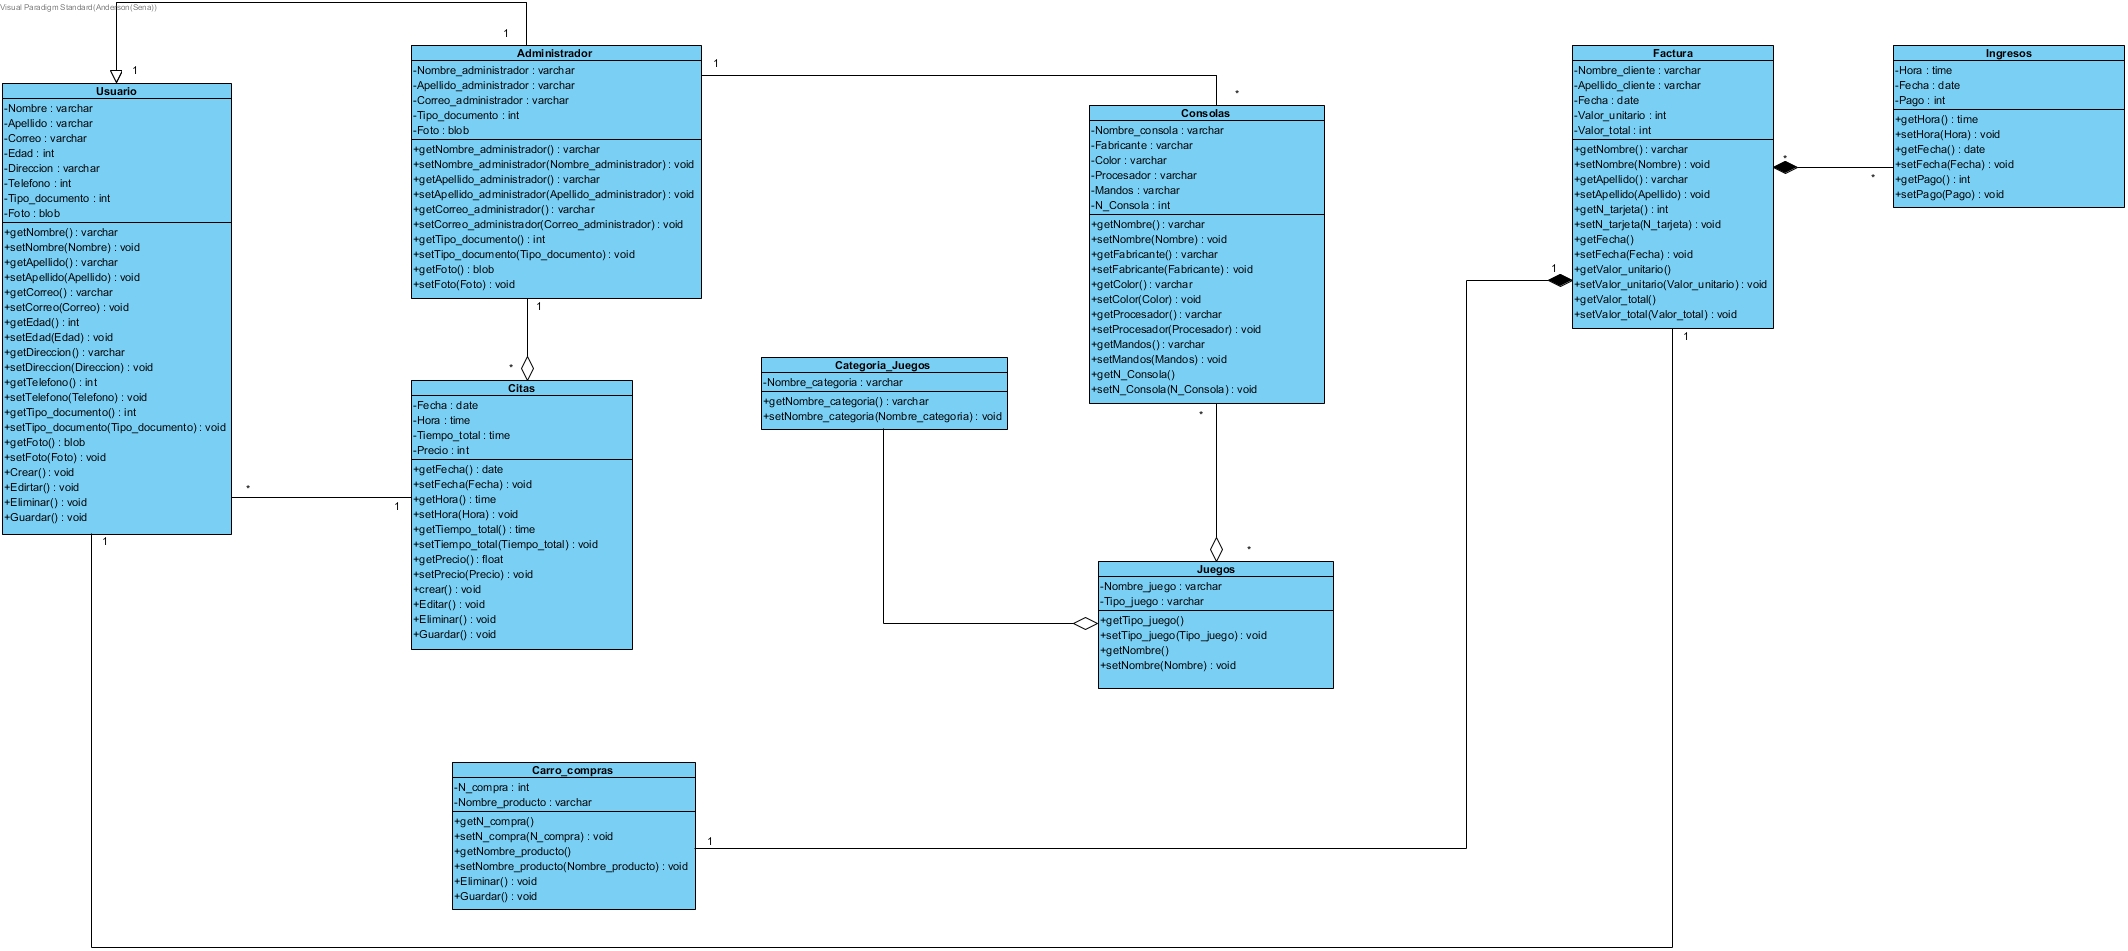 Visual Paradigm Standard(Anderson(Sena))
1
1
Usuario
-Nombre : varchar
-Apellido : varchar
-Correo : varchar
-Edad : int
-Direccion : varchar
-Telefono : int
-Tipo_documento : int
-Foto : blob
+getNombre() : varchar
+setNombre(Nombre) : void
+getApellido() : varchar
+setApellido(Apellido) : void
+getCorreo() : varchar
+setCorreo(Correo) : void
+getEdad() : int
+setEdad(Edad) : void
+getDireccion() : varchar
+setDireccion(Direccion) : void
+getTelefono() : int
+setTelefono(Telefono) : void
+getTipo_documento() : int
+setTipo_documento(Tipo_documento) : void
+getFoto() : blob
+setFoto(Foto) : void
+Crear() : void
+Edirtar() : void
+Eliminar() : void
+Guardar() : void
*
1
1
Administrador
-Nombre_administrador : varchar
-Apellido_administrador : varchar
-Correo_administrador : varchar
-Tipo_documento : int
-Foto : blob
+getNombre_administrador() : varchar
+setNombre_administrador(Nombre_administrador) : void
+getApellido_administrador() : varchar
+setApellido_administrador(Apellido_administrador) : void
+getCorreo_administrador() : varchar
+setCorreo_administrador(Correo_administrador) : void
+getTipo_documento() : int
+setTipo_documento(Tipo_documento) : void
+getFoto() : blob
+setFoto(Foto) : void
1
*
1
*
Citas
-Fecha : date
-Hora : time
-Tiempo_total : time
-Precio : int
+getFecha() : date
+setFecha(Fecha) : void
+getHora() : time
+setHora(Hora) : void
+getTiempo_total() : time
+setTiempo_total(Tiempo_total) : void
+getPrecio() : float
+setPrecio(Precio) : void
+crear() : void
+Editar() : void
+Eliminar() : void
+Guardar() : void
Categoria_Juegos
-Nombre_categoria : varchar
+getNombre_categoria() : varchar
+setNombre_categoria(Nombre_categoria) : void
Consolas
-Nombre_consola : varchar
-Fabricante : varchar
-Color : varchar
-Procesador : varchar
-Mandos : varchar
-N_Consola : int
+getNombre() : varchar
+setNombre(Nombre) : void
+getFabricante() : varchar
+setFabricante(Fabricante) : void
+getColor() : varchar
+setColor(Color) : void
+getProcesador() : varchar
+setProcesador(Procesador) : void
+getMandos() : varchar
+setMandos(Mandos) : void
+getN_Consola()
+setN_Consola(N_Consola) : void
*
*
Juegos
-Nombre_juego : varchar
-Tipo_juego : varchar
+getTipo_juego()
+setTipo_juego(Tipo_juego) : void
+getNombre()
+setNombre(Nombre) : void
Carro_compras
-N_compra : int
-Nombre_producto : varchar
+getN_compra()
+setN_compra(N_compra) : void
+getNombre_producto()
+setNombre_producto(Nombre_producto) : void
+Eliminar() : void
+Guardar() : void
1
1
Factura
-Nombre_cliente : varchar
-Apellido_cliente : varchar
-Fecha : date
-Valor_unitario : int
-Valor_total : int
+getNombre() : varchar
+setNombre(Nombre) : void
+getApellido() : varchar
+setApellido(Apellido) : void
+getN_tarjeta() : int
+setN_tarjeta(N_tarjeta) : void
+getFecha()
+setFecha(Fecha) : void
+getValor_unitario()
+setValor_unitario(Valor_unitario) : void
+getValor_total()
+setValor_total(Valor_total) : void
1
*
*
Ingresos
-Hora : time
-Fecha : date
-Pago : int
+getHora() : time
+setHora(Hora) : void
+getFecha() : date
+setFecha(Fecha) : void
+getPago() : int
+setPago(Pago) : void